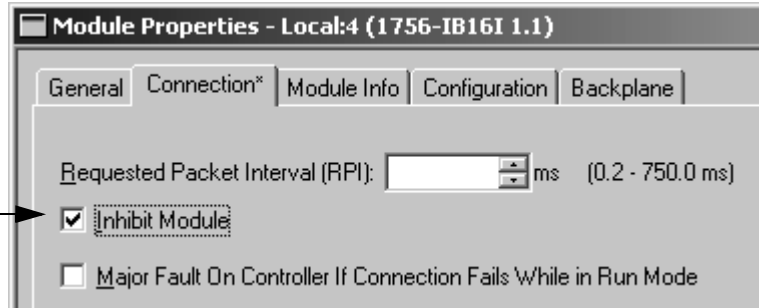 Module Properties - Local:4 (1756-IB16I 1.1)
General Connection* Module Info Configuration Backplane
Requested Packet Interval (RPI): ms (0.2 - 750.0 ms)
Inhibit Module
Major Fault On Controller If Connection Fails While in Run Mode